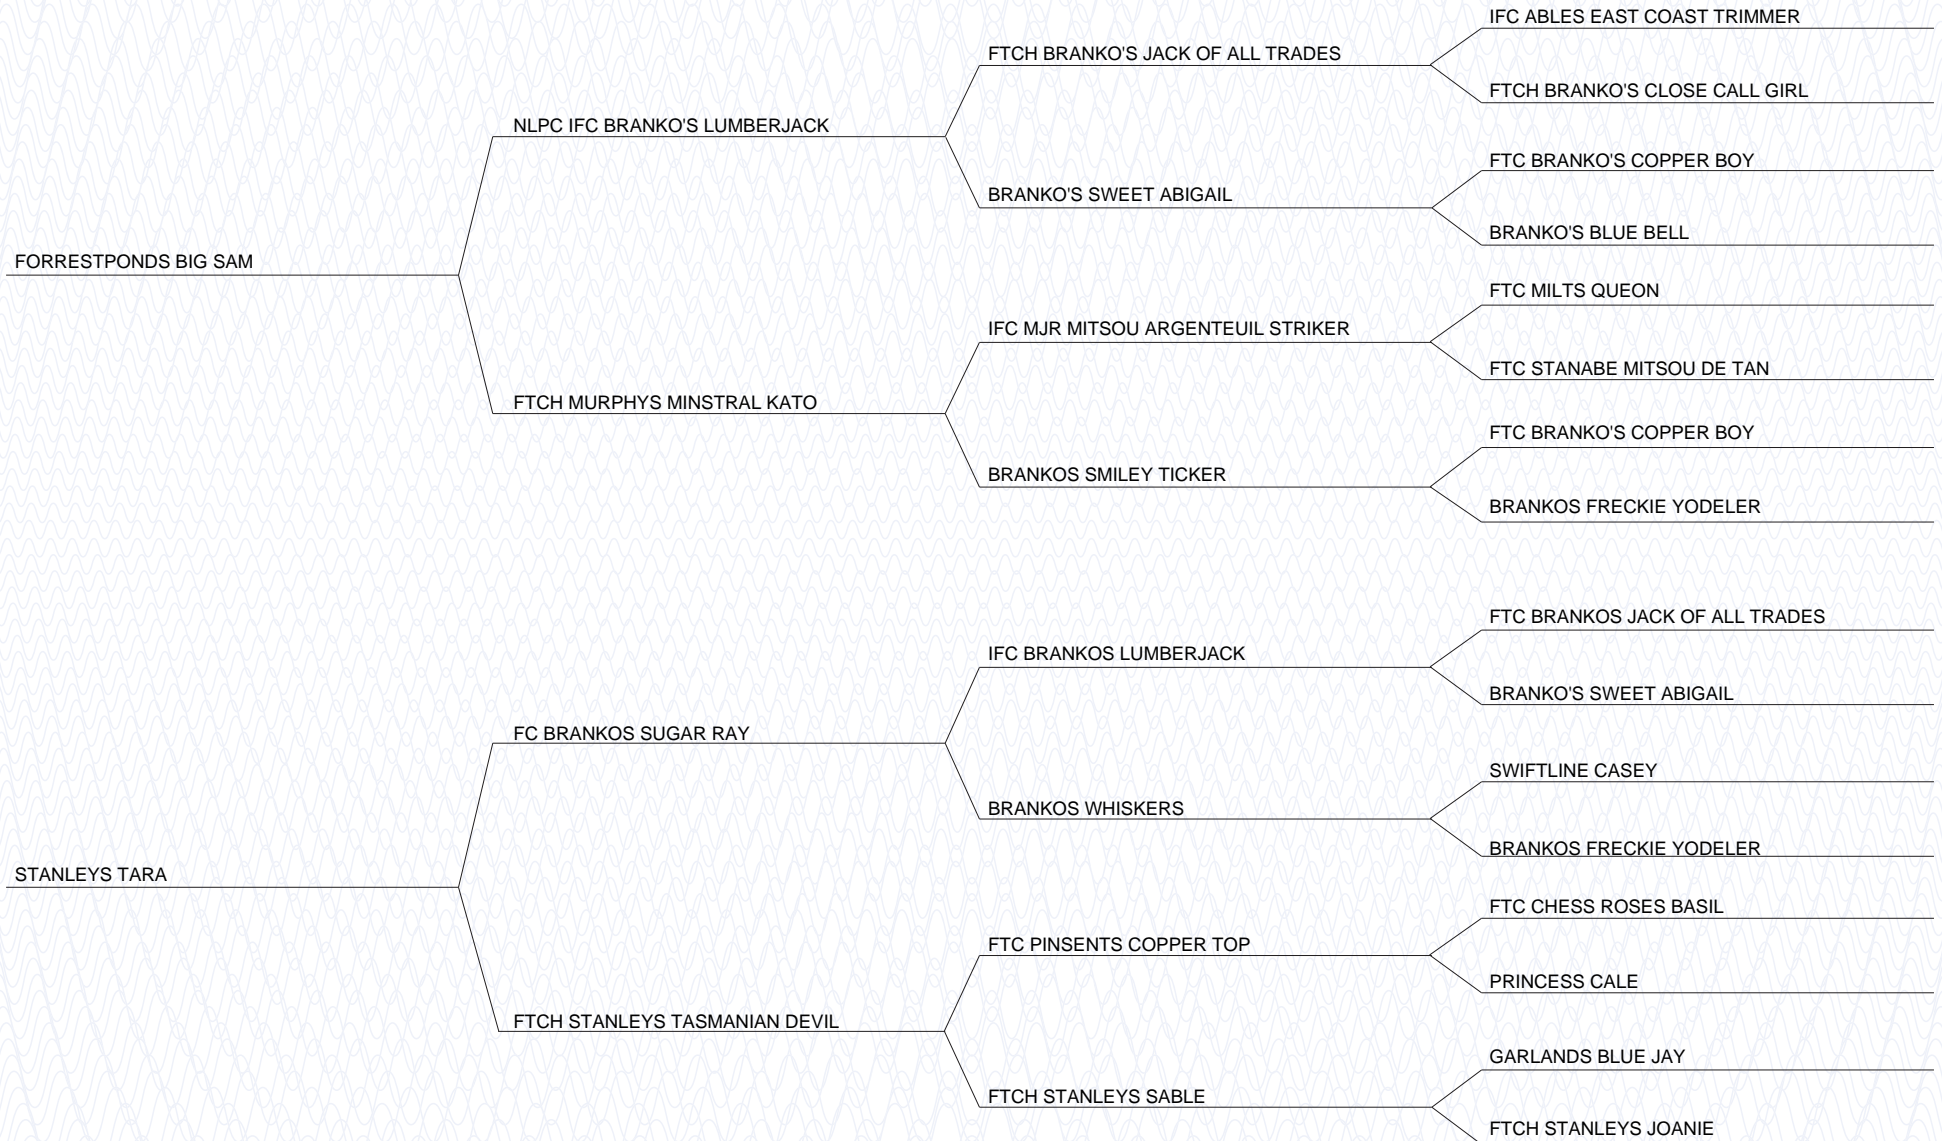 IFC ABLES EAST COAST TRIMMER
FTCH BRANKO'S JACK OF ALL TRADES
FTCH BRANKO'S CLOSE CALL GIRL
NLPC IFC BRANKO'S LUMBERJACK
FTC BRANKO'S COPPER BOY
BRANKO'S SWEET ABIGAIL
BRANKO'S BLUE BELL
FORRESTPONDS BIG SAM
FTC MILTS QUEON
IFC MJR MITSOU ARGENTEUIL STRIKER
FTC STANABE MITSOU DE TAN
FTCH MURPHYS MINSTRAL KATO
FTC BRANKO'S COPPER BOY
BRANKOS SMILEY TICKER
BRANKOS FRECKIE YODELER
FTC BRANKOS JACK OF ALL TRADES
IFC BRANKOS LUMBERJACK
BRANKO'S SWEET ABIGAIL
FC BRANKOS SUGAR RAY
SWIFTLINE CASEY
BRANKOS WHISKERS
BRANKOS FRECKIE YODELER
STANLEYS TARA
FTC CHESS ROSES BASIL
FTC PINSENTS COPPER TOP
PRINCESS CALE
FTCH STANLEYS TASMANIAN DEVIL
GARLANDS BLUE JAY
FTCH STANLEYS SABLE
FTCH STANLEYS JOANIE